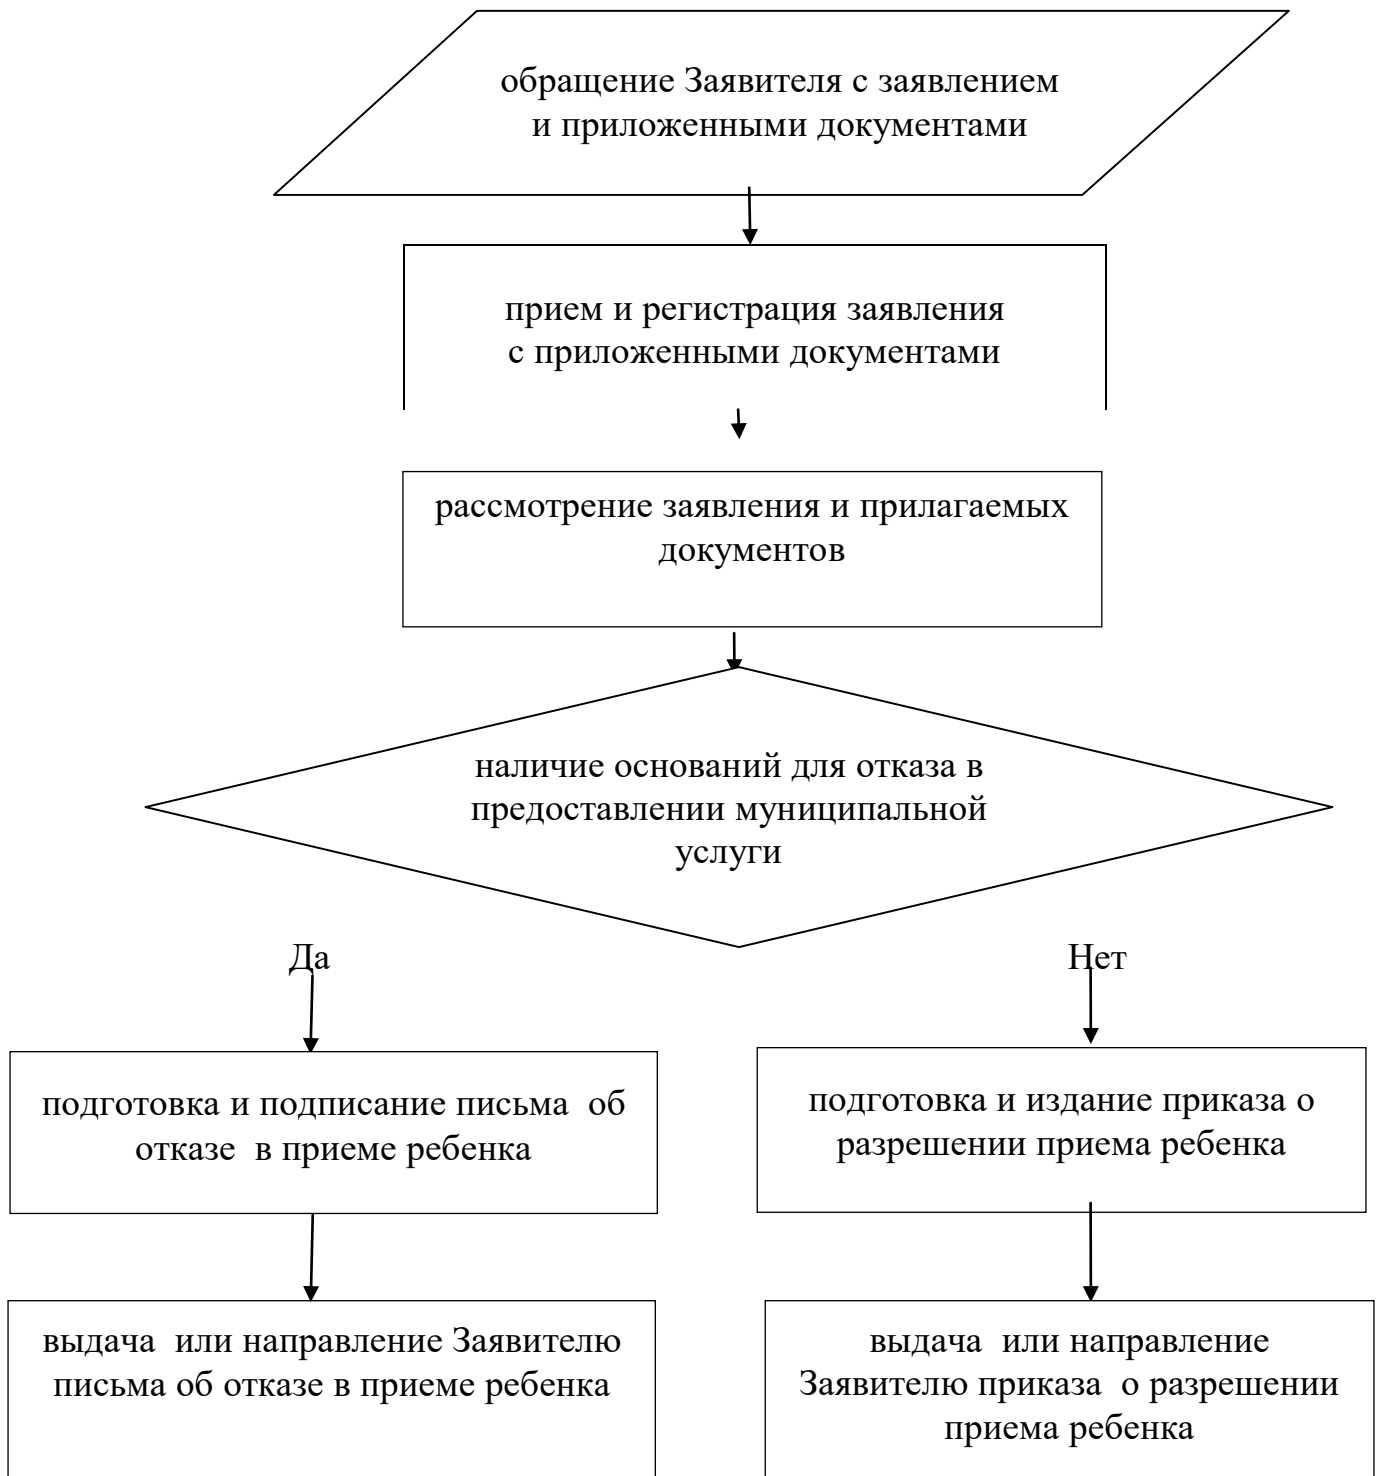 обращение Заявителя с заявлением
и приложенными документами
прием и регистрация заявления
с приложенными документами
рассмотрение заявления и прилагаемых
документов
наличие оснований для отказа в
предоставлении муниципальной
услуги
Да
Нет
подготовка и подписание письма  об
отказе  в приеме ребенка
подготовка и издание приказа о
разрешении приема ребенка
выдача  или направление Заявителю
письма об отказе в приеме ребенка
выдача  или направление
Заявителю приказа  о разрешении
приема ребенка